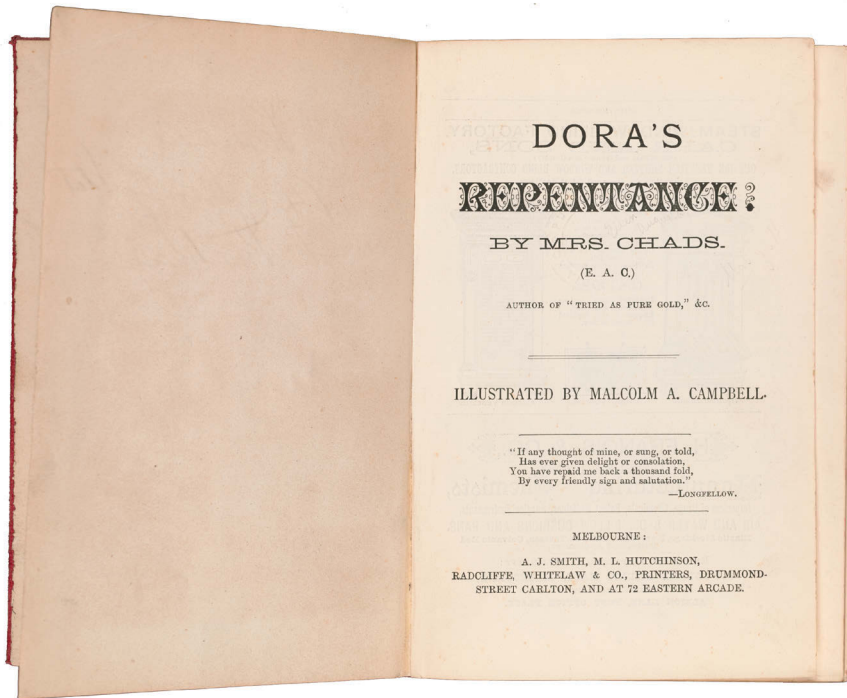 DORA'S
REPENTANCE:
BY MRS. CHADS.
(E. A. C.)
AUTHOR OF "TRIED AS PURE GOLD," &C.
ILLUSTRATED BY MALCOLM A. CAMPBELL.
"If any thought of mine, or sung, or told,
Has ever given delight or consolation,
You have repaid me back a thousand fold,
By every friendly sign and salutation."
—LONGFELLOW.
MELBOURNE:
A. J. SMITH, M. L. HUTCHINSON,
RADCLIFFE, WHITELAW & CO., PRINTERS, DRUMMOND-
STREET CARLTON, AND AT 72 EASTERN ARCADE.